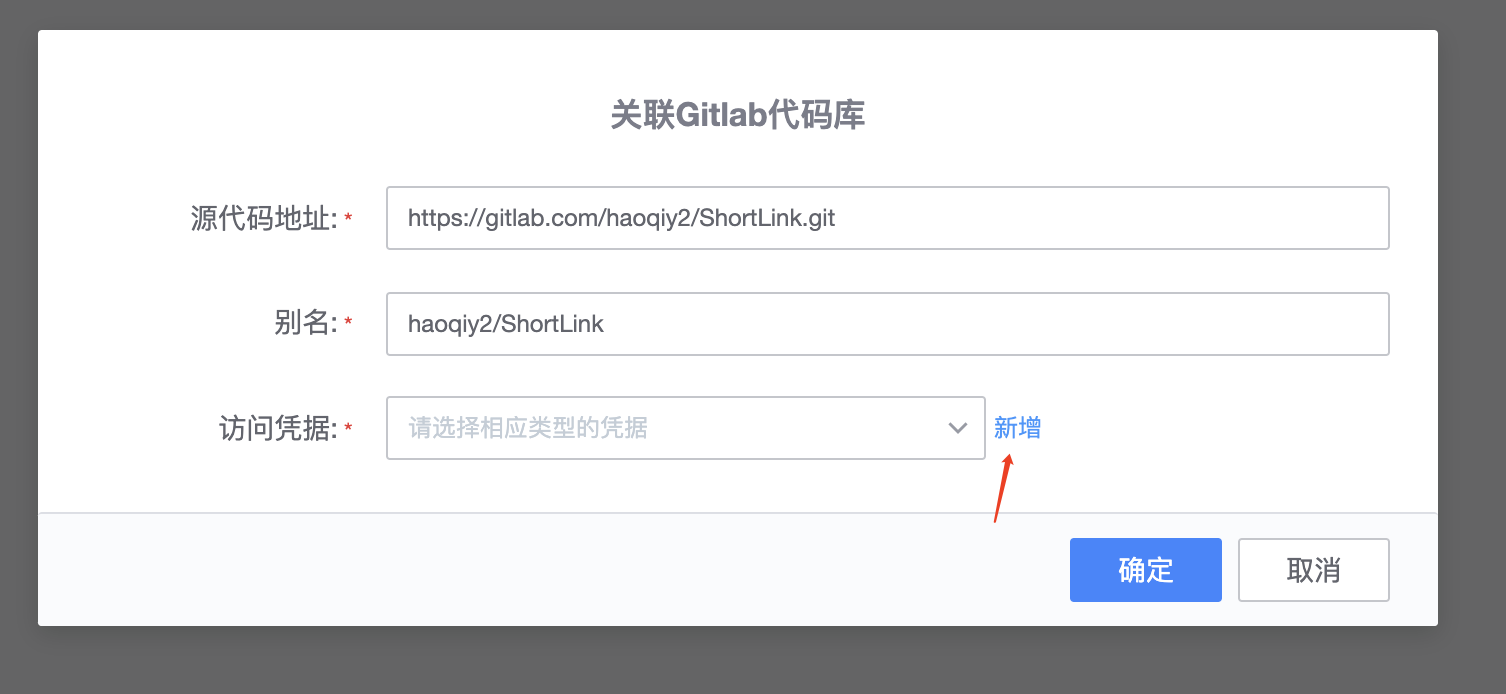 关联Gitlab代码库
源代码地址: * https://gitlab.com/haoqiy2/ShortLink.git
别名: * haoqiy2/ShortLink
访问凭据: * 请选择相应类型的凭据 新增
确定 取消